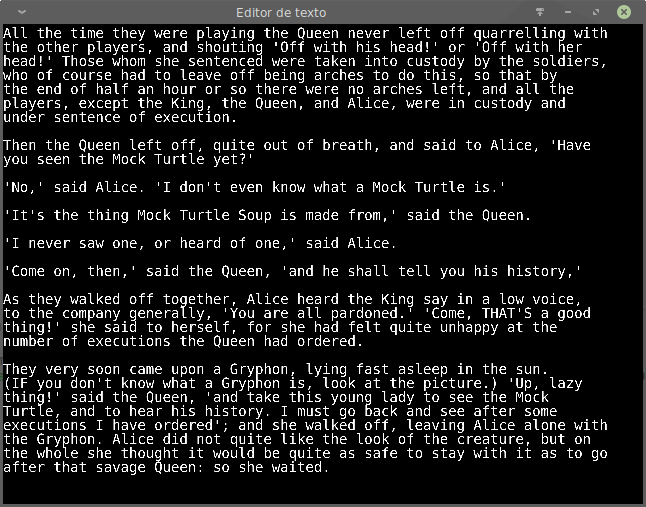 Editor de texto
All the time they were playing the Queen never left off quarrelling with
the other players, and shouting 'Off with his head!' or 'Off with her
head!' Those whom she sentenced were taken into custody by the soldiers,
who of course had to leave off being arches to do this, so that by
the end of half an hour or so there were no arches left, and all the
players, except the King, the Queen, and Alice, were in custody and
under sentence of execution.
Then the Queen left off, quite out of breath, and said to Alice, 'Have
you seen the Mock Turtle yet?'
'No,' said Alice. 'I don't even know what a Mock Turtle is.'
'It's the thing Mock Turtle Soup is made from,' said the Queen.
'I never saw one, or heard of one,' said Alice.
'Come on, then,' said the Queen, 'and he shall tell you his history,'
As they walked off together, Alice heard the King say in a low voice,
to the company generally, 'You are all pardoned.' 'Come, THAT'S a good
thing!' she said to herself, for she had felt quite unhappy at the
number of executions the Queen had ordered.
They very soon came upon a Gryphon, lying fast asleep in the sun.
(IF you don't know what a Gryphon is, look at the picture.) 'Up, lazy
thing!' said the Queen, 'and take this young lady to see the Mock
Turtle, and to hear his history. I must go back and see after some
executions I have ordered'; and she walked off, leaving Alice alone with
the Gryphon. Alice did not quite like the look of the creature, but on
the whole she thought it would be quite as safe to stay with it as to go
after that savage Queen: so she waited.